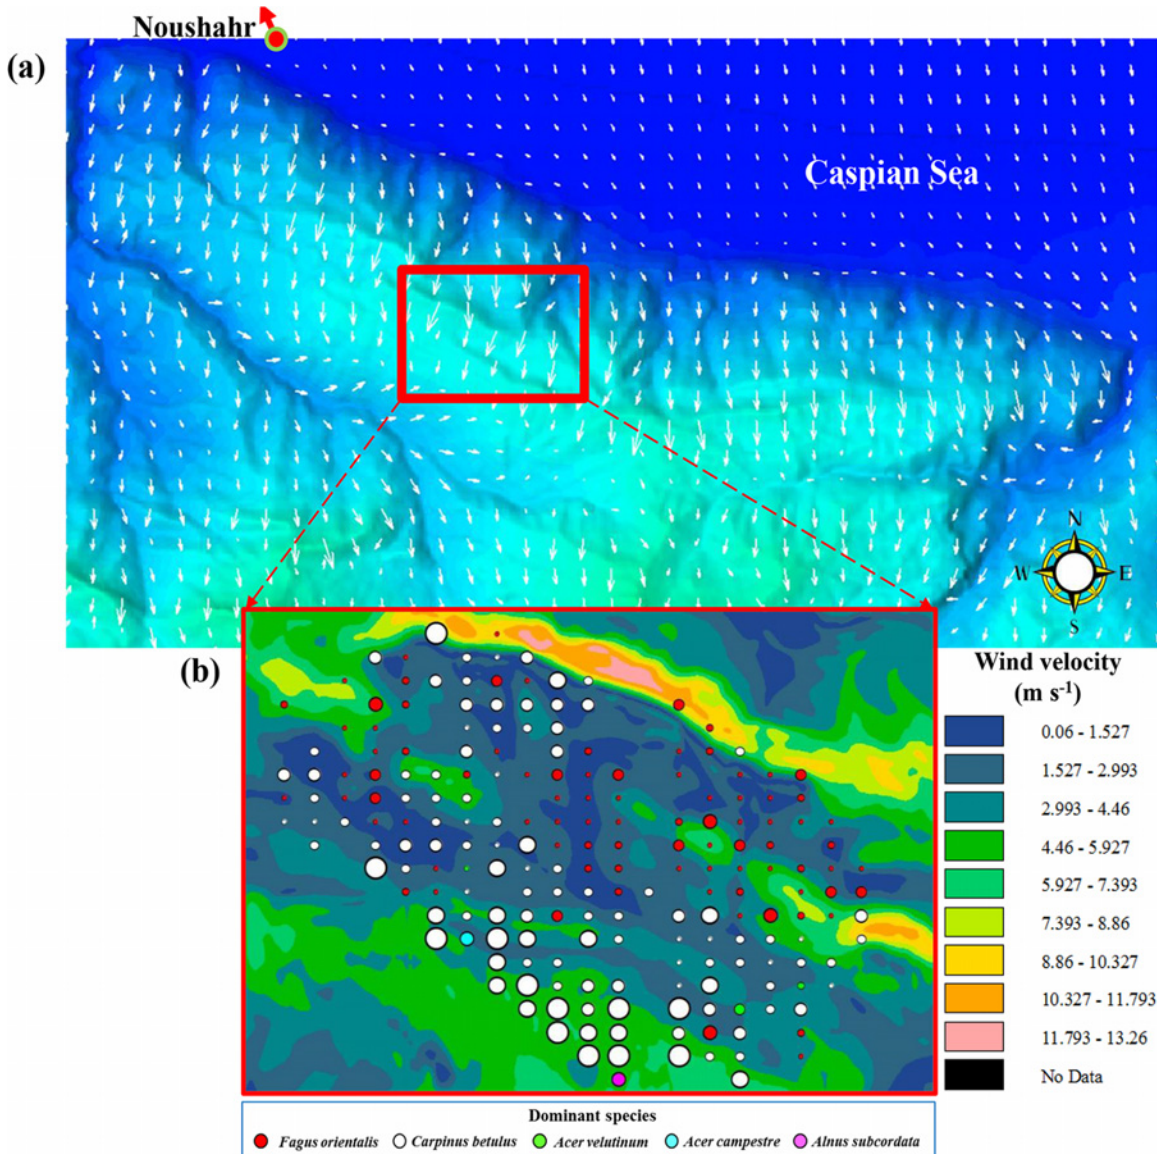 Noushahr
(a)
Caspian Sea
N
W E
S
(b)
Wind velocity
(m s⁻¹)
0.06 - 1.527
1.527 - 2.993
2.993 - 4.46
4.46 - 5.927
5.927 - 7.393
7.393 - 8.86
8.86 - 10.327
10.327 - 11.793
11.793 - 13.26
No Data
Dominant species
Fagus orientalis Carpinus betulus Acer velutinum Acer campestre Alnus subcordata